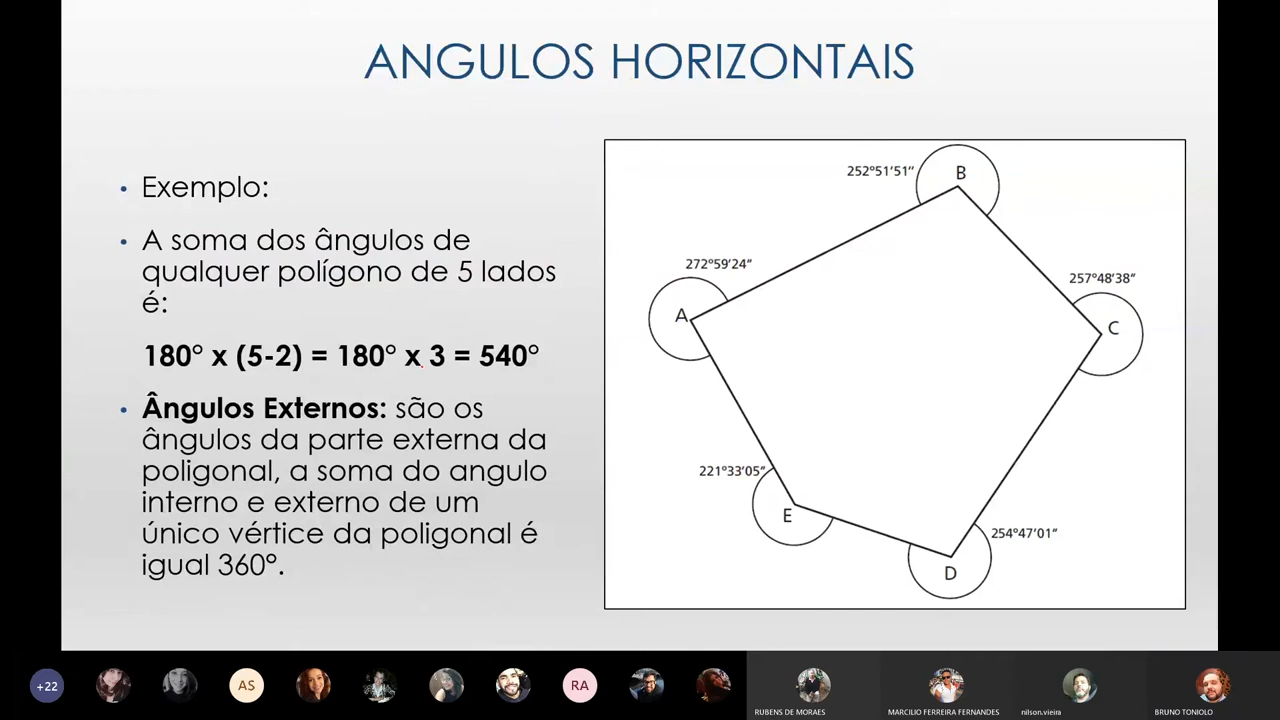 ANGULOS HORIZONTAIS
• Exemplo:
• A soma dos ângulos de
qualquer polígono de 5 lados
é:
180° x (5-2) = 180° x 3 = 540°
• Ângulos Externos: são os
ângulos da parte externa da
poligonal, a soma do angulo
interno e externo de um
único vértice da poligonal é
igual 360°.
252°51'51"
B
272°59'24"
257°48'38"
A
C
221°33'05"
E
254°47'01"
D
+22
AS
RA
RUBENS DE MORAES
MARCILIO FERREIRA FERNANDES
nilson.vieira
BRUNO TONIOLO